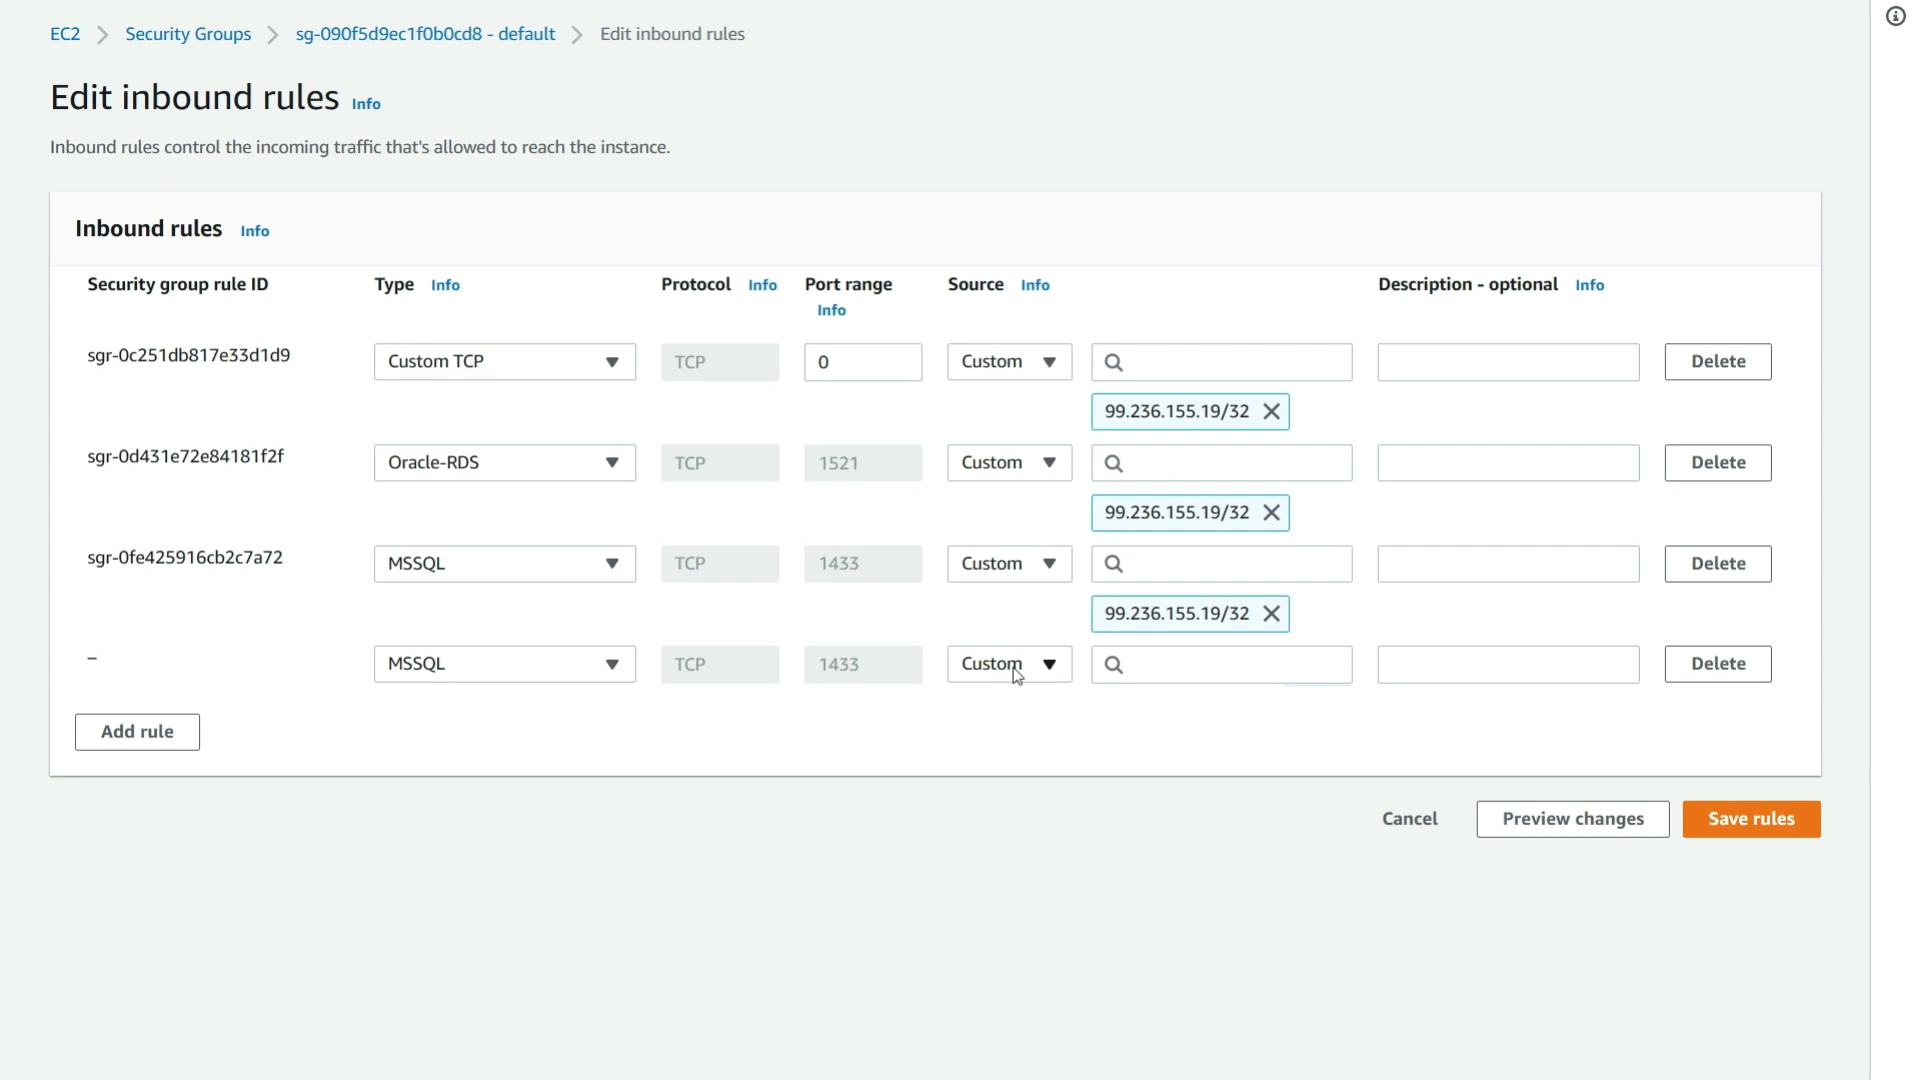 EC2 > Security Groups > sg-090f5d9ec1f0b0cd8 - default > Edit inbound rules
Edit inbound rules Info
Inbound rules control the incoming traffic that's allowed to reach the instance.
Inbound rules Info
Security group rule ID Type Info Protocol Info Port range Info Source Info Description - optional Info
sgr-0c251db817e33d1d9 Custom TCP TCP 0 Custom Delete
99.236.155.19/32
sgr-0d431e72e84181f2f Oracle-RDS TCP 1521 Custom Delete
99.236.155.19/32
sgr-0fe425916cb2c7a72 MSSQL TCP 1433 Custom Delete
99.236.155.19/32
– MSSQL TCP 1433 Custom Delete
Add rule
Cancel Preview changes Save rules